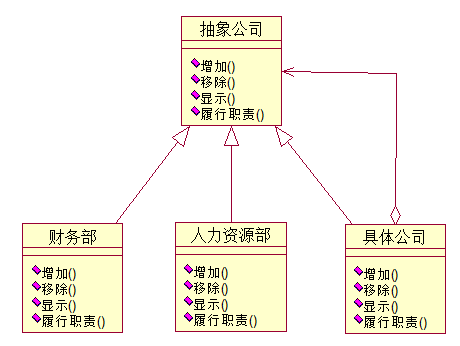 抽象公司
增加()
移除()
显示()
履行职责()
财务部
增加()
移除()
显示()
履行职责()
人力资源部
增加()
移除()
显示()
履行职责()
具体公司
增加()
移除()
显示()
履行职责()